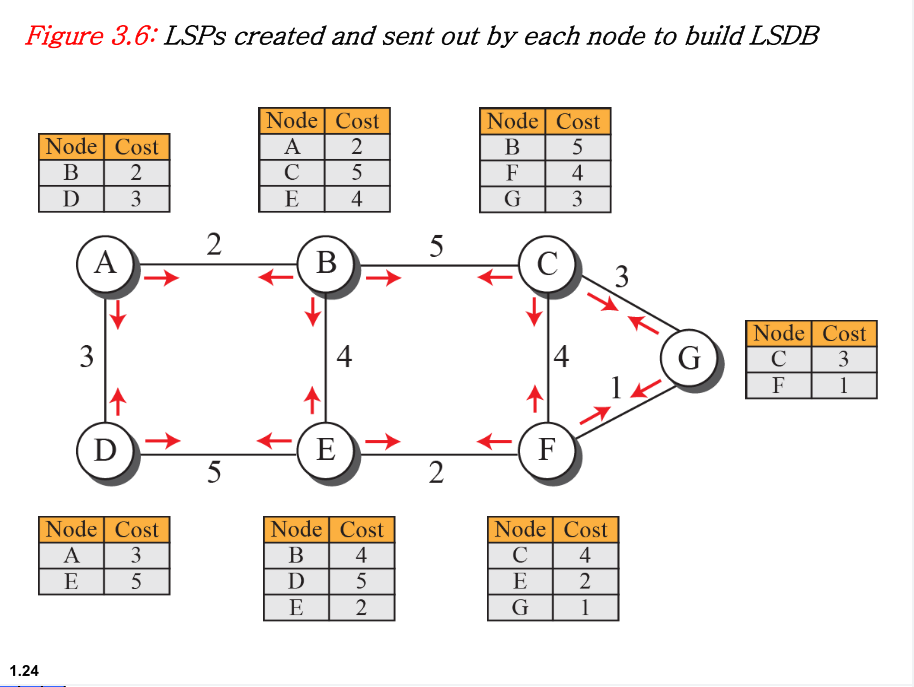 Figure 3.6: LSPs created and sent out by each node to build LSDB
Node Cost
B 2
D 3
Node Cost
A 2
C 5
E 4
Node Cost
B 5
F 4
G 3
A 2 B 5 C
3
3 4 4 G
1
D 5 E 2 F
Node Cost
C 3
F 1
Node Cost
A 3
E 5
Node Cost
B 4
D 5
E 2
Node Cost
C 4
E 2
G 1
1.24